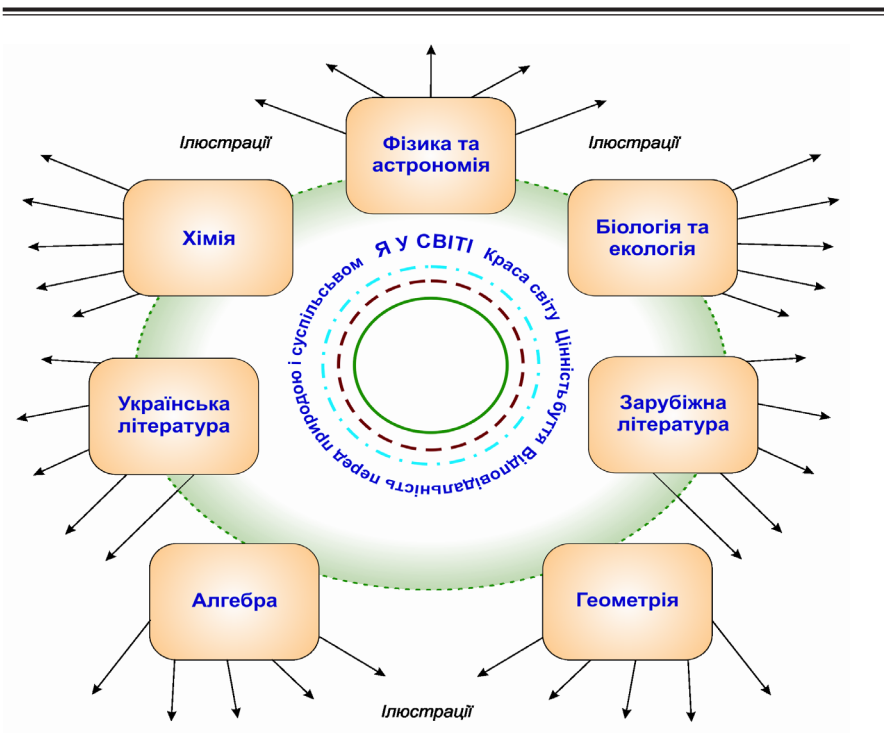 Фізика та
астрономія
Ілюстрації
Ілюстрації
Хімія
Біологія та
екологія
Я У СВІТІ Краса світу Цінність буття Відповідальність перед природою і суспільсьвом
Українська
література
Зарубіжна
література
Алгебра
Геометрія
Ілюстрації